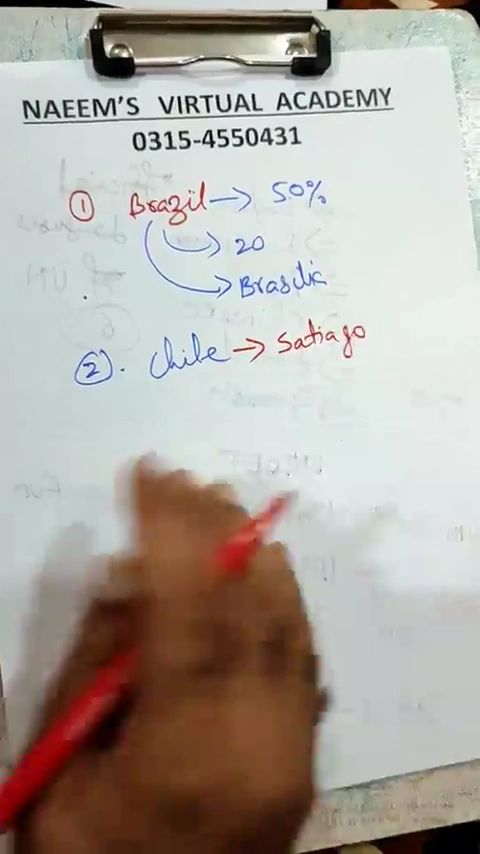 NAEEM'S VIRTUAL ACADEMY
0315-4550431
① Brazil → 50%
→ 20
→ Brasilia
②. Chile → Satiago